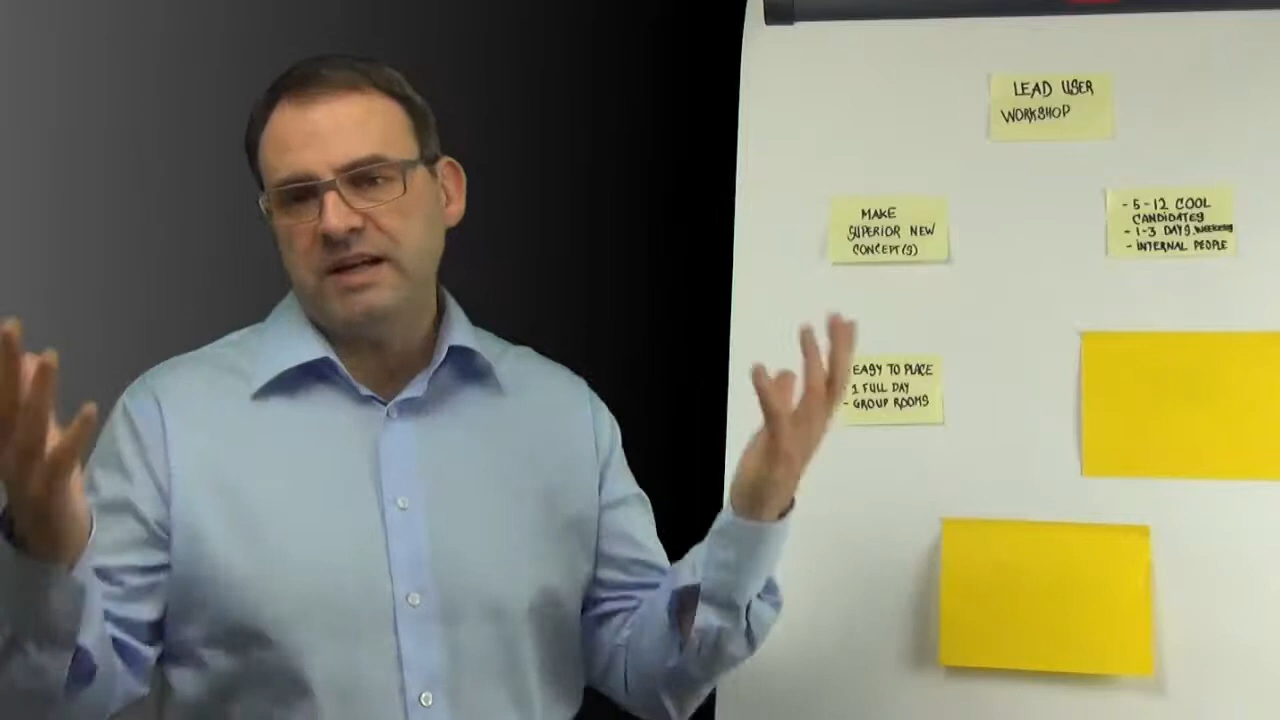 LEAD USER
WORKSHOP
MAKE
SUPERIOR NEW
CONCEPT(S)
- 5-12 COOL
CANDIDATES
- 1-3 DAYS, WEEKEND
- INTERNAL PEOPLE
EASY TO PLACE
- 1 FULL DAY
- GROUP ROOMS